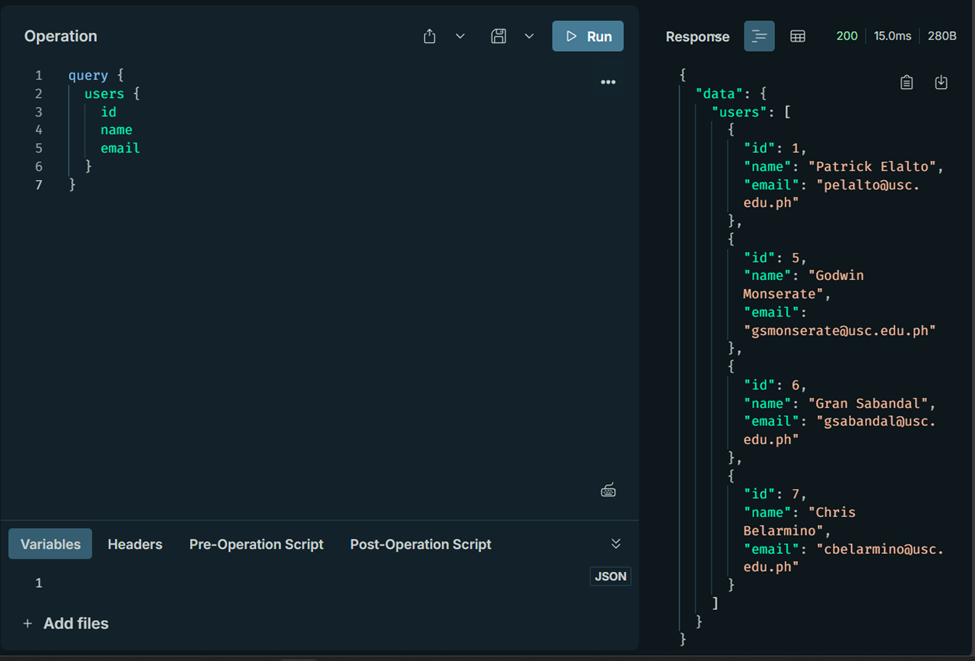 Operation
Run
1 query {
2 users {
3 id
4 name
5 email
6 }
7 }
Variables
Headers
Pre-Operation Script
Post-Operation Script
1
JSON
+ Add files
Response
200
15.0ms
280B
{
"data": {
"users": [
{
"id": 1,
"name": "Patrick Elalto",
"email": "pelalto@usc.
edu.ph"
},
{
"id": 5,
"name": "Godwin
Monserate",
"email":
"gsmonserate@usc.edu.ph"
},
{
"id": 6,
"name": "Gran Sabandal",
"email": "gsabandal@usc.
edu.ph"
},
{
"id": 7,
"name": "Chris
Belarmino",
"email": "cbelarmino@usc.
edu.ph"
}
]
}
}